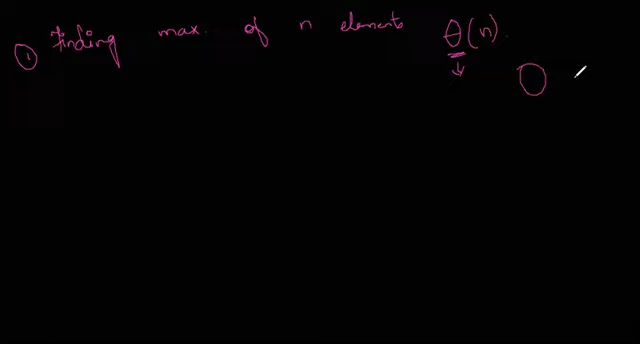 ① finding max. of n elements θ(n).
↓ O